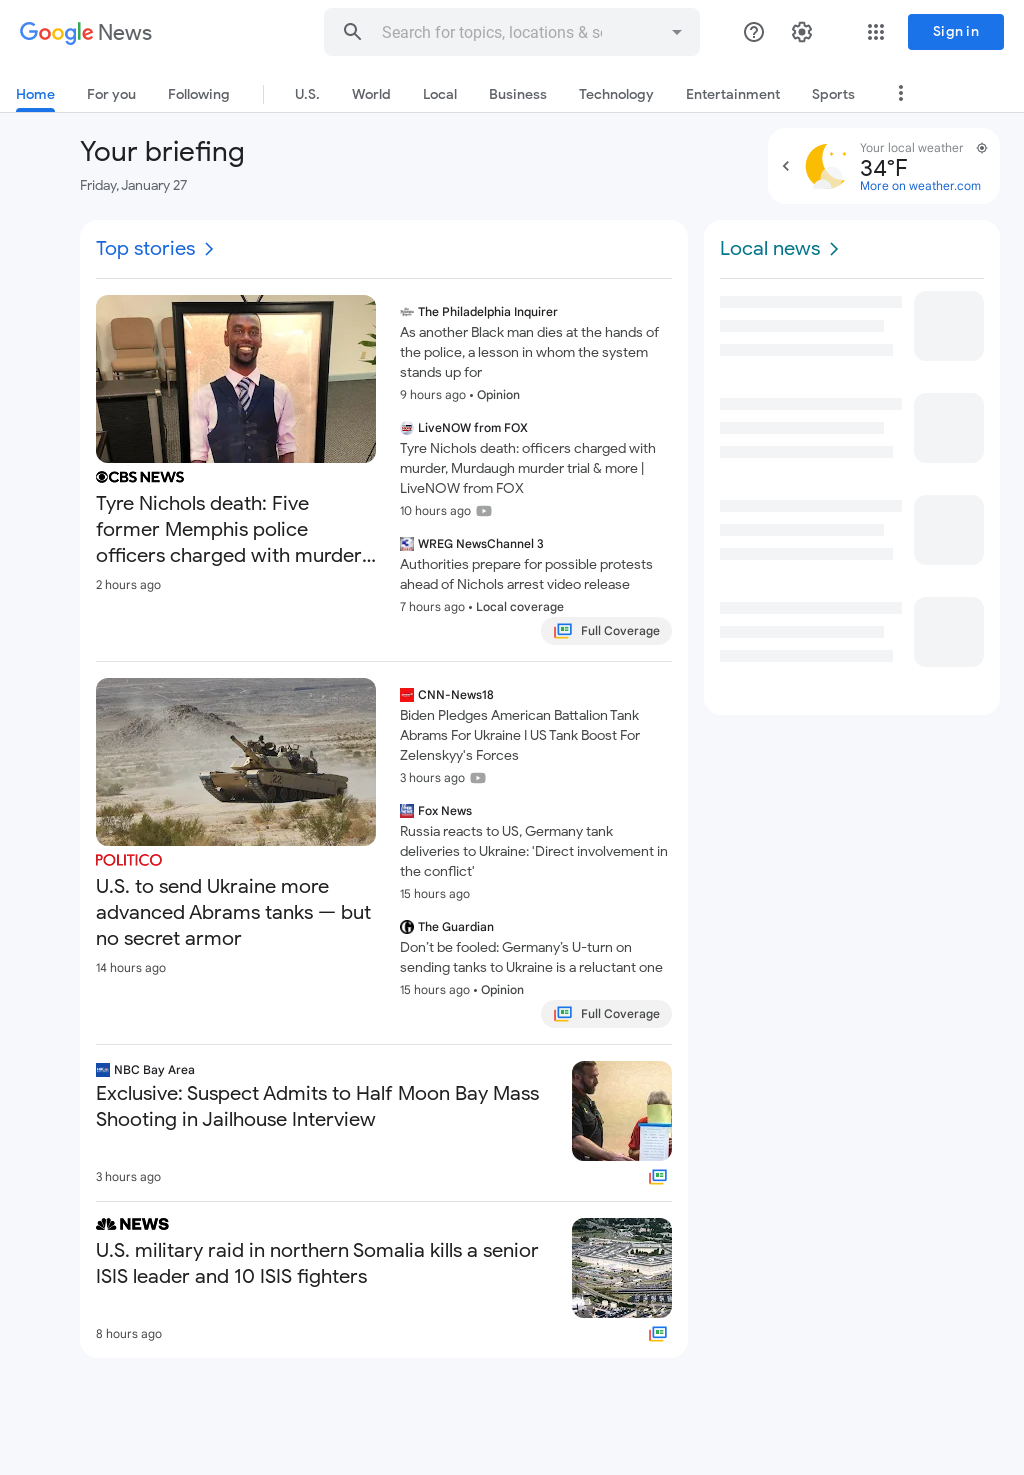 Google News
Search for topics, locations & so
Sign in
Home
For you
Following
U.S.
World
Local
Business
Technology
Entertainment
Sports
Your briefing
Friday, January 27
Your local weather
34°F
More on weather.com
Top stories
CBS NEWS
Tyre Nichols death: Five
former Memphis police
officers charged with murder...
2 hours ago
The Philadelphia Inquirer
As another Black man dies at the hands of
the police, a lesson in whom the system
stands up for
9 hours ago • Opinion
LiveNOW from FOX
Tyre Nichols death: officers charged with
murder, Murdaugh murder trial & more |
LiveNOW from FOX
10 hours ago
WREG NewsChannel 3
Authorities prepare for possible protests
ahead of Nichols arrest video release
7 hours ago • Local coverage
Full Coverage
POLITICO
U.S. to send Ukraine more
advanced Abrams tanks — but
no secret armor
14 hours ago
CNN-News18
Biden Pledges American Battalion Tank
Abrams For Ukraine l US Tank Boost For
Zelenskyy's Forces
3 hours ago
Fox News
Russia reacts to US, Germany tank
deliveries to Ukraine: 'Direct involvement in
the conflict'
15 hours ago
The Guardian
Don't be fooled: Germany's U-turn on
sending tanks to Ukraine is a reluctant one
15 hours ago • Opinion
Full Coverage
NBC Bay Area
Exclusive: Suspect Admits to Half Moon Bay Mass
Shooting in Jailhouse Interview
3 hours ago
NEWS
U.S. military raid in northern Somalia kills a senior
ISIS leader and 10 ISIS fighters
8 hours ago
Local news